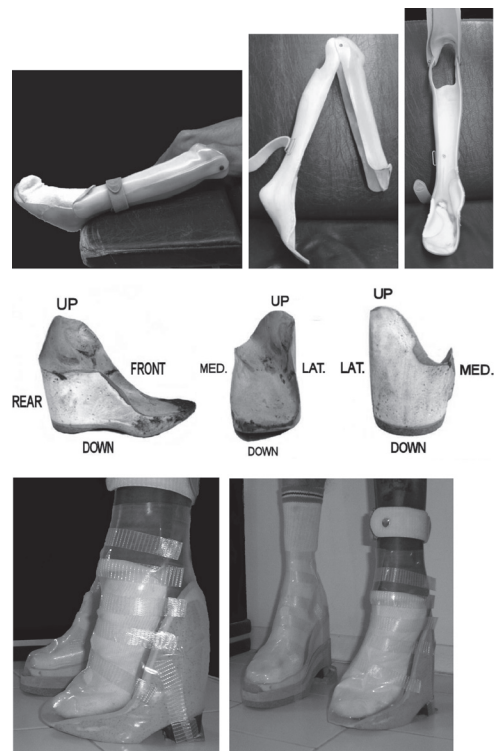 UP
FRONT
REAR
DOWN
UP
MED.
LAT.
DOWN
UP
LAT.
MED.
DOWN